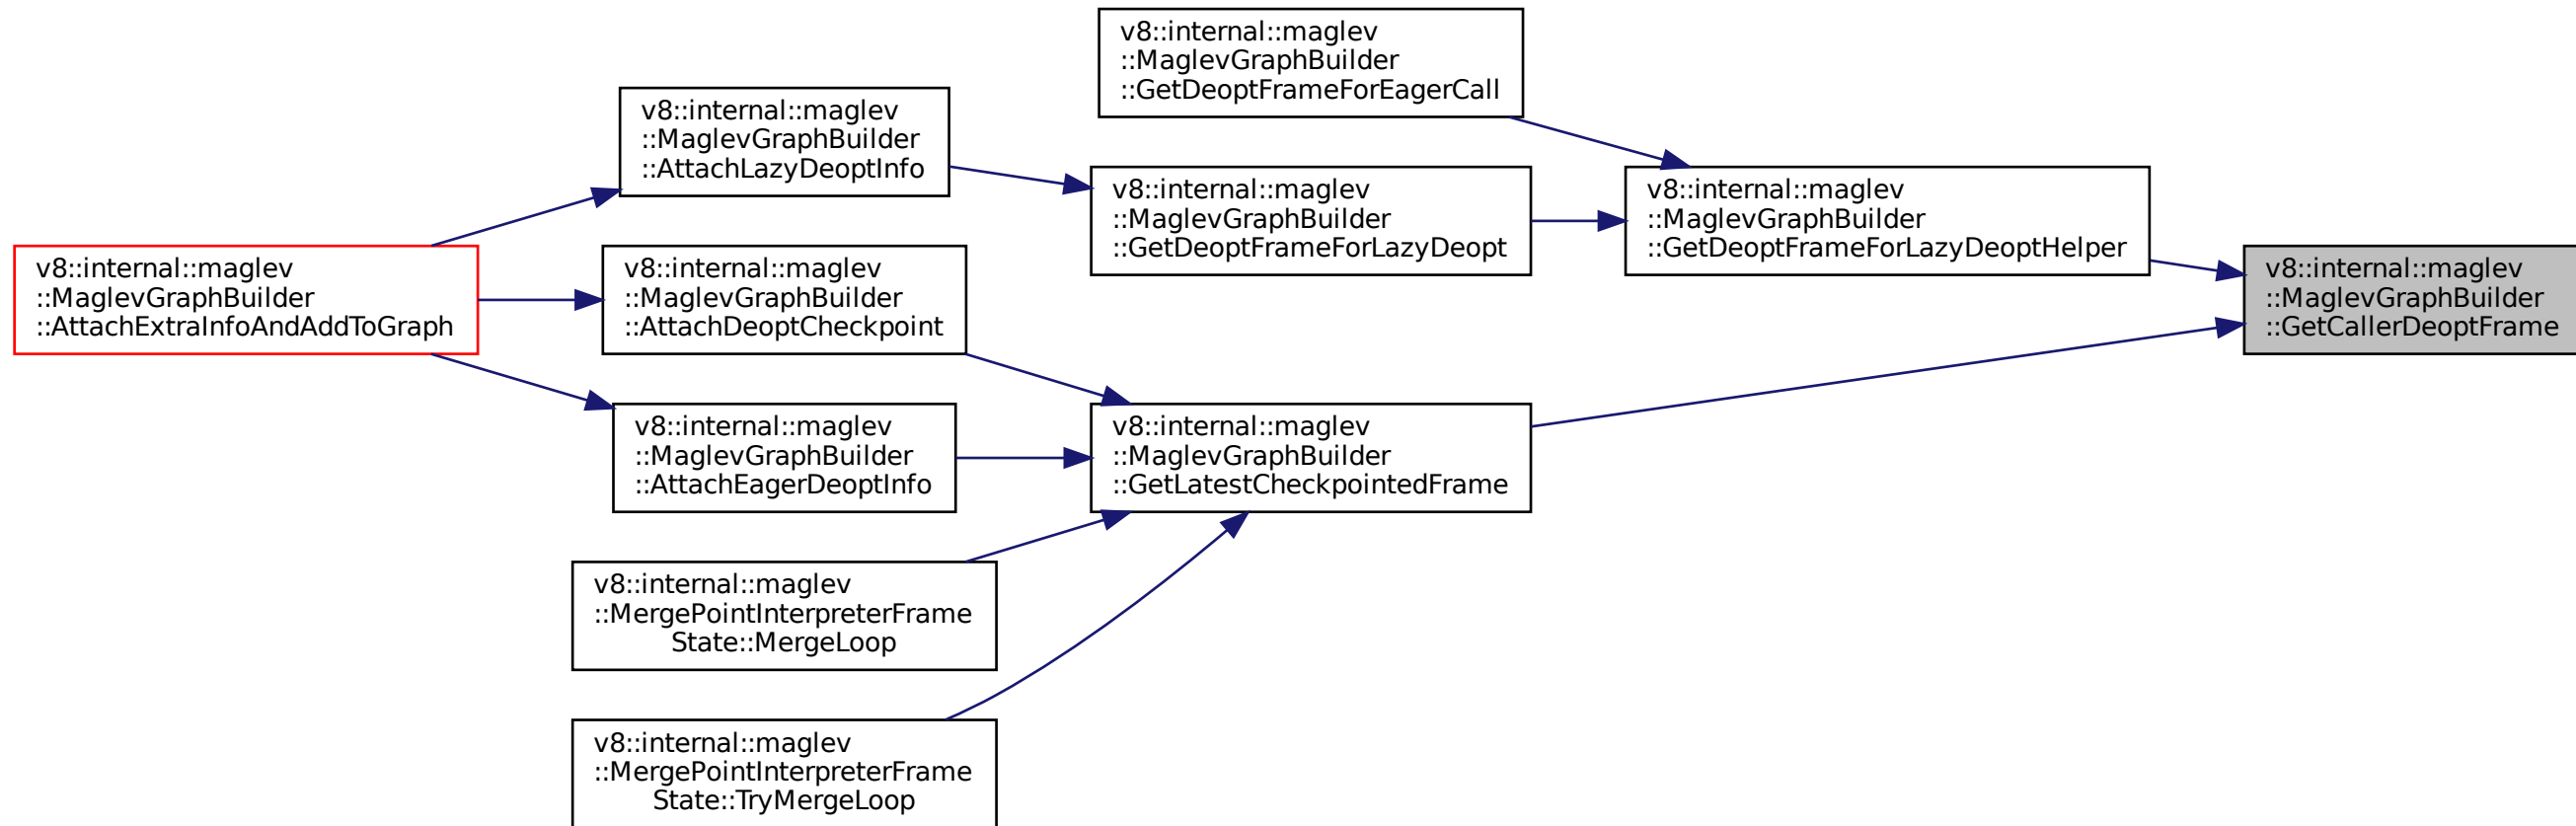 v8::internal::maglev
::MaglevGraphBuilder
::GetDeoptFrameForEagerCall
v8::internal::maglev
::MaglevGraphBuilder
::AttachLazyDeoptInfo
v8::internal::maglev
::MaglevGraphBuilder
::GetDeoptFrameForLazyDeopt
v8::internal::maglev
::MaglevGraphBuilder
::GetDeoptFrameForLazyDeoptHelper
v8::internal::maglev
::MaglevGraphBuilder
::AttachExtraInfoAndAddToGraph
v8::internal::maglev
::MaglevGraphBuilder
::AttachDeoptCheckpoint
v8::internal::maglev
::MaglevGraphBuilder
::GetCallerDeoptFrame
v8::internal::maglev
::MaglevGraphBuilder
::AttachEagerDeoptInfo
v8::internal::maglev
::MaglevGraphBuilder
::GetLatestCheckpointedFrame
v8::internal::maglev
::MergePointInterpreterFrame
State::MergeLoop
v8::internal::maglev
::MergePointInterpreterFrame
State::TryMergeLoop